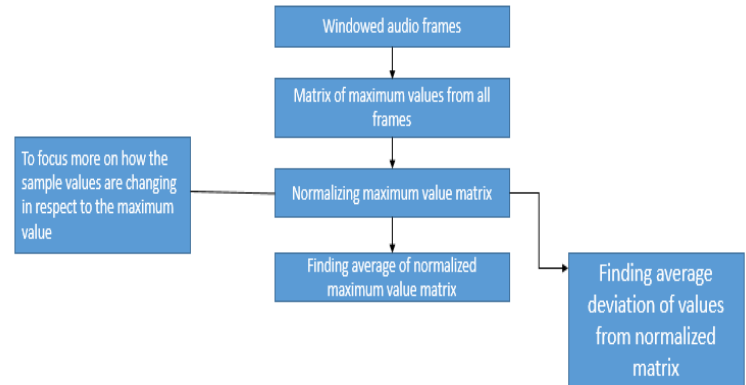 Windowed audio frames
Matrix of maximum values from all
frames
To focus more on how the
sample values are changing
in respect to the maximum
value
Normalizing maximum value matrix
Finding average of normalized
maximum value matrix
Finding average
deviation of values
from normalized
matrix